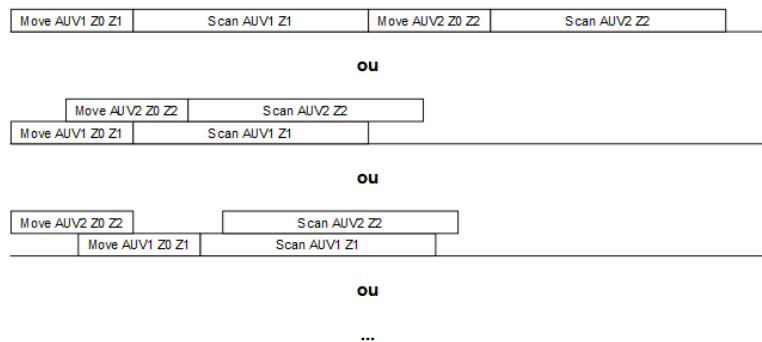 Move AUV1 Z0 Z1 Scan AUV1 Z1 Move AUV2 Z0 Z2 Scan AUV2 Z2
ou
Move AUV2 Z0 Z2 Scan AUV2 Z2
Move AUV1 Z0 Z1 Scan AUV1 Z1
ou
Move AUV2 Z0 Z2 Scan AUV2 Z2
Move AUV1 Z0 Z1 Scan AUV1 Z1
ou
...